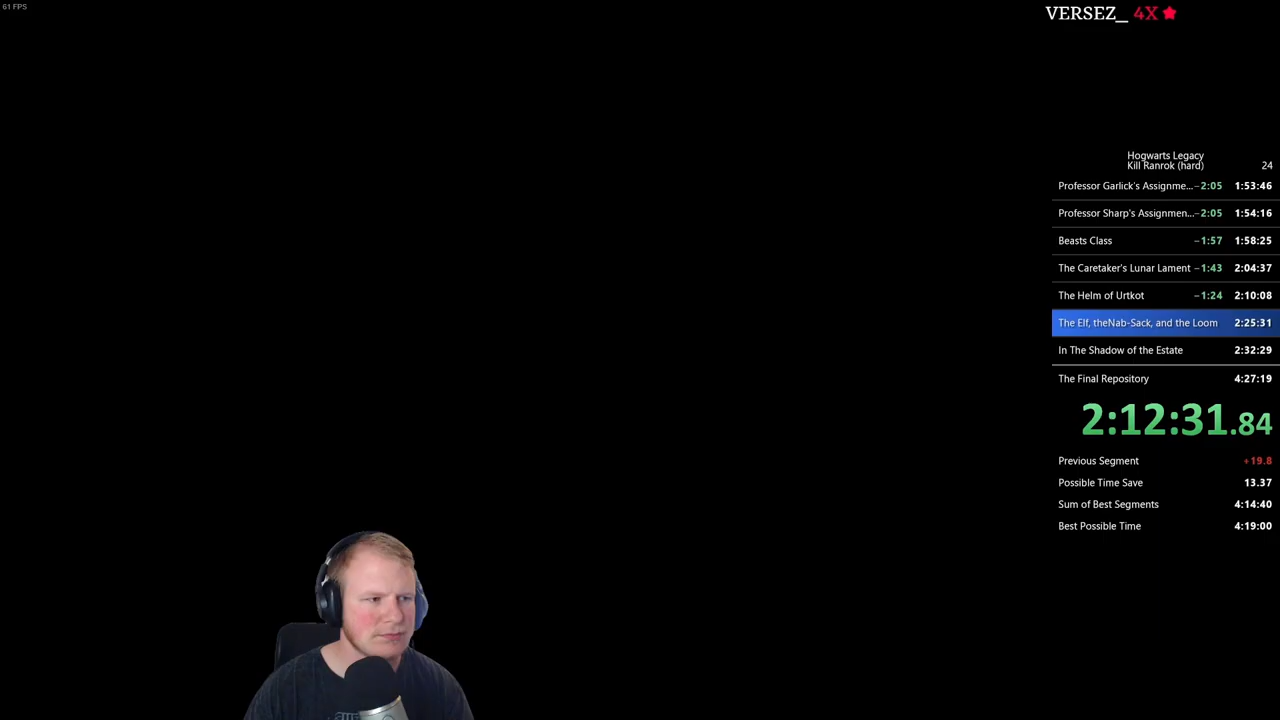 61 FPS
VERSEZ_ 4X
Hogwarts Legacy
Kill Ranrok (hard) 24
Professor Garlick's Assignme... −2:05 1:53:46
Professor Sharp's Assignmen... −2:05 1:54:16
Beasts Class −1:57 1:58:25
The Caretaker's Lunar Lament −1:43 2:04:37
The Helm of Urtkot −1:24 2:10:08
The Elf, theNab-Sack, and the Loom 2:25:31
In The Shadow of the Estate 2:32:29
The Final Repository 4:27:19
2:12:31.84
Previous Segment +19.8
Possible Time Save 13.37
Sum of Best Segments 4:14:40
Best Possible Time 4:19:00